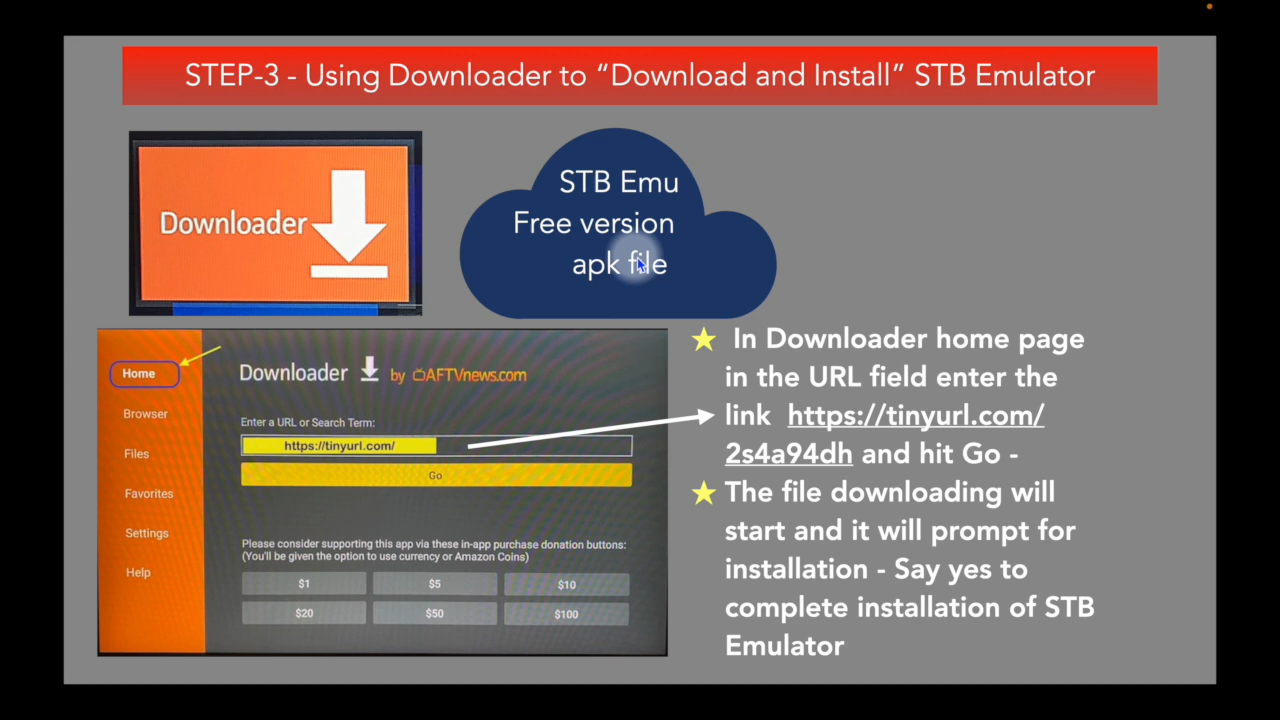 STEP-3 - Using Downloader to “Download and Install” STB Emulator
Downloader
STB Emu
Free version
apk file
Home
Browser
Files
Favorites
Settings
Help
Downloader by AFTVnews.com
Enter a URL or Search Term:
https://tinyurl.com/
Go
Please consider supporting this app via these in-app purchase donation buttons:
(You'll be given the option to use currency or Amazon Coins)
$1 $5 $10
$20 $50 $100
★ In Downloader home page
in the URL field enter the
link https://tinyurl.com/
2s4a94dh and hit Go -
★ The file downloading will
start and it will prompt for
installation - Say yes to
complete installation of STB
Emulator